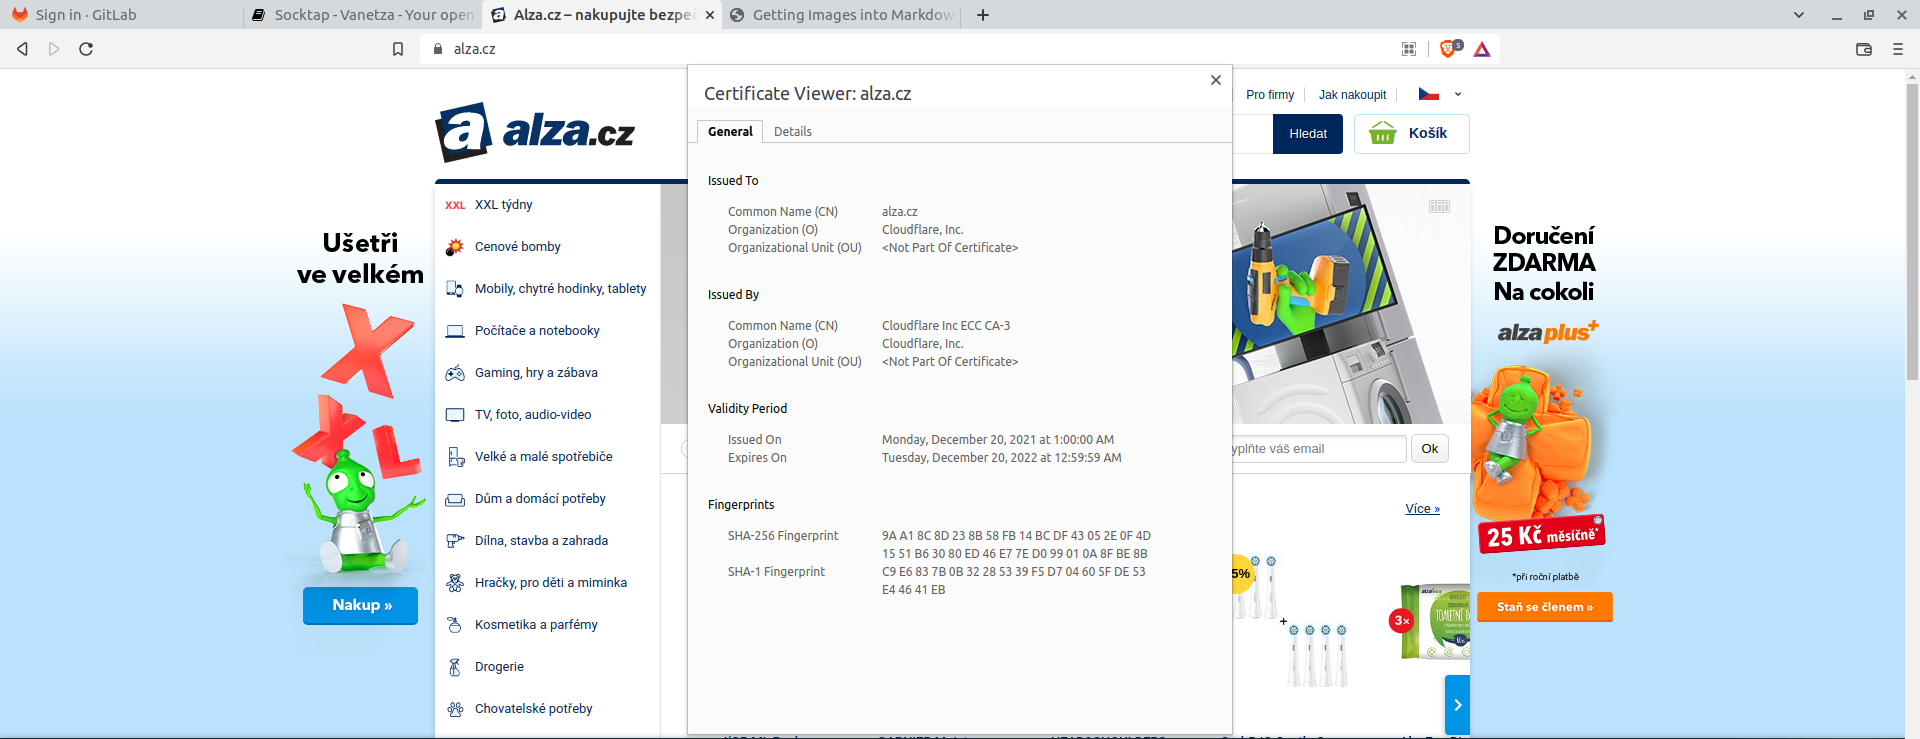 Sign in · GitLab
Socktap - Vanetza - Your open
Alza.cz – nakupujte bezpe
Getting Images into Markdow
alza.cz
5
Certificate Viewer: alza.cz
General
Details
Issued To
Common Name (CN) alza.cz
Organization (O) Cloudflare, Inc.
Organizational Unit (OU) <Not Part Of Certificate>
Issued By
Common Name (CN) Cloudflare Inc ECC CA-3
Organization (O) Cloudflare, Inc.
Organizational Unit (OU) <Not Part Of Certificate>
Validity Period
Issued On Monday, December 20, 2021 at 1:00:00 AM
Expires On Tuesday, December 20, 2022 at 12:59:59 AM
Fingerprints
SHA-256 Fingerprint 9A A1 8C 8D 23 8B 58 FB 14 BC DF 43 05 2E 0F 4D
15 51 B6 30 80 ED 46 E7 7E D0 99 01 0A 8F BE 8B
SHA-1 Fingerprint C9 E6 83 7B 0B 32 28 53 39 F5 D7 04 60 5F DE 53
E4 46 41 EB
a alza.cz
Pro firmy
Jak nakoupit
Hledat
Košík
XXL XXL týdny
Cenové bomby
Mobily, chytré hodinky, tablety
Počítače a notebooky
Gaming, hry a zábava
TV, foto, audio-video
Velké a malé spotřebiče
Dům a domácí potřeby
Dílna, stavba a zahrada
Hračky, pro děti a miminka
Kosmetika a parfémy
Drogerie
Chovatelské potřeby
Ušetři
ve velkém
X
XL
Nakup »
yplňte váš email
Ok
Více »
5%
+
3×
Doručení
ZDARMA
Na cokoli
alzaplus+
25 Kč měsíčně*
*při roční platbě
Staň se členem »